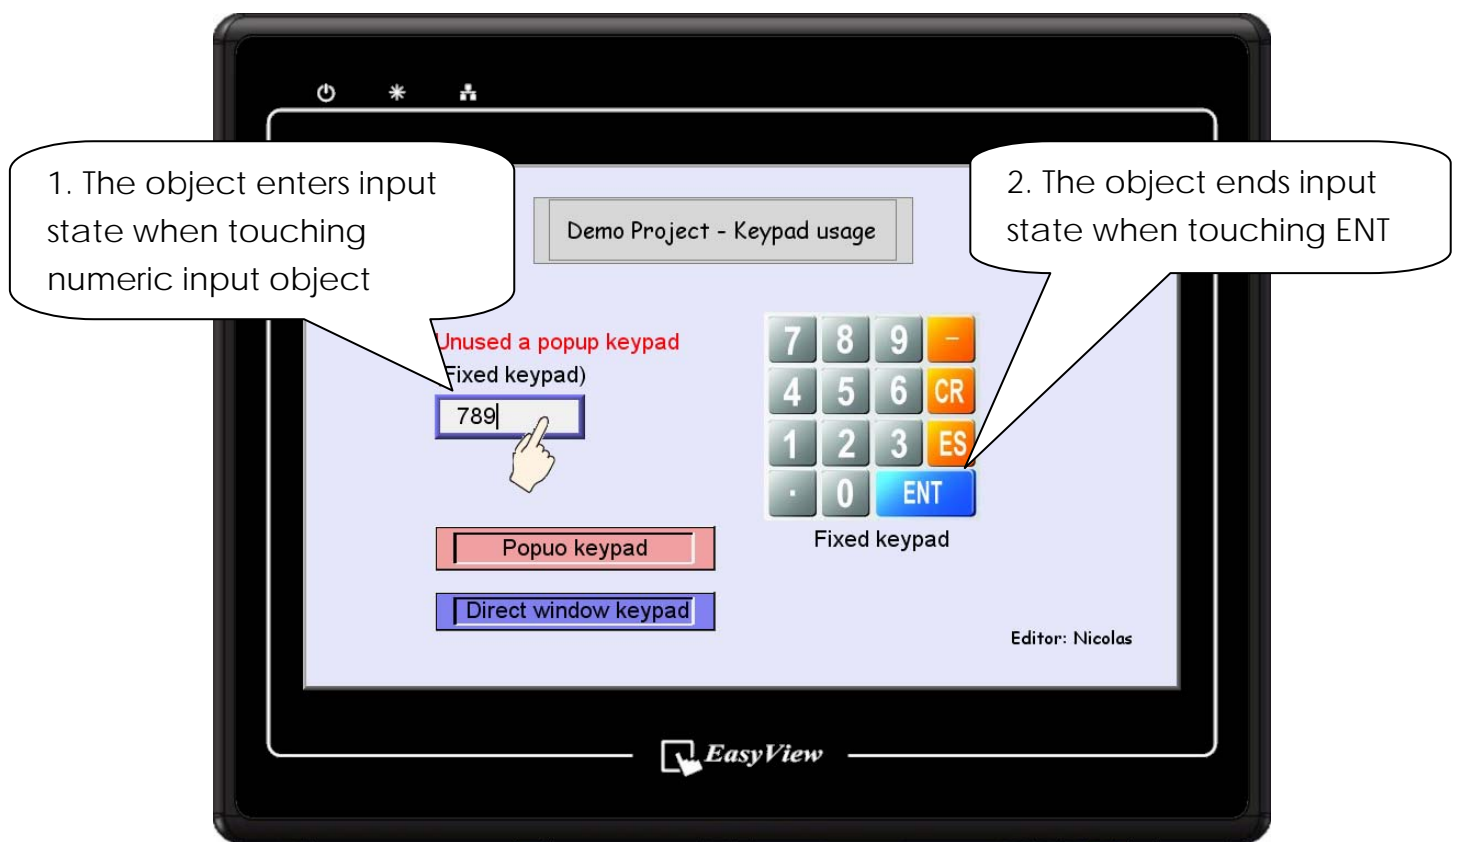 1. The object enters input
state when touching
numeric input object
2. The object ends input
state when touching ENT
Demo Project - Keypad usage
Unused a popup keypad
Fixed keypad)
789
7 8 9 -
4 5 6 CR
1 2 3 ES
. 0 ENT
Fixed keypad
Popuo keypad
Direct window keypad
Editor: Nicolas
EasyView